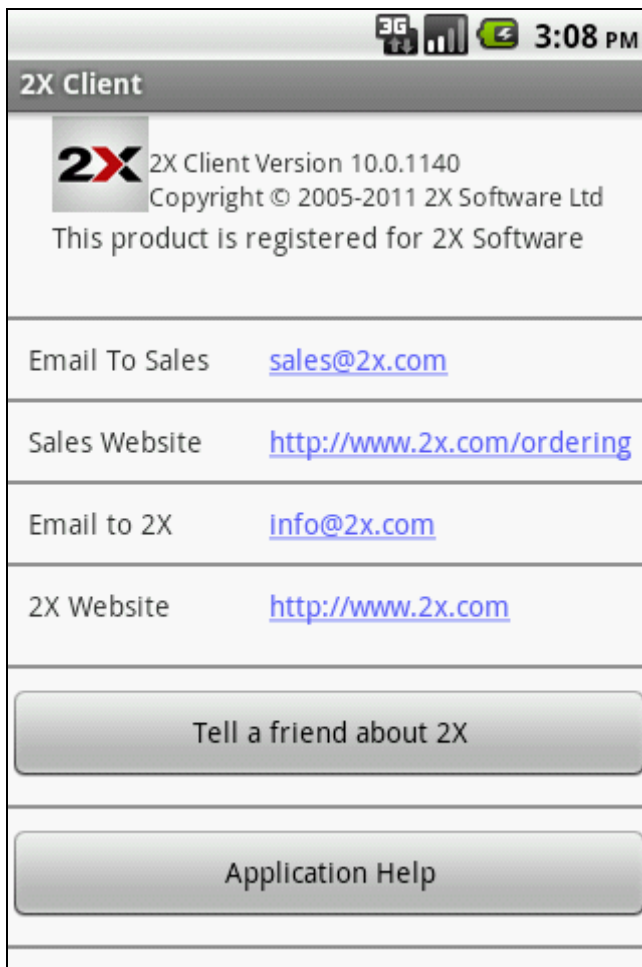 3G 3:08 PM
2X Client
2X
2X Client Version 10.0.1140
Copyright © 2005-2011 2X Software Ltd
This product is registered for 2X Software
Email To Sales sales@2x.com
Sales Website http://www.2x.com/ordering
Email to 2X info@2x.com
2X Website http://www.2x.com
Tell a friend about 2X
Application Help